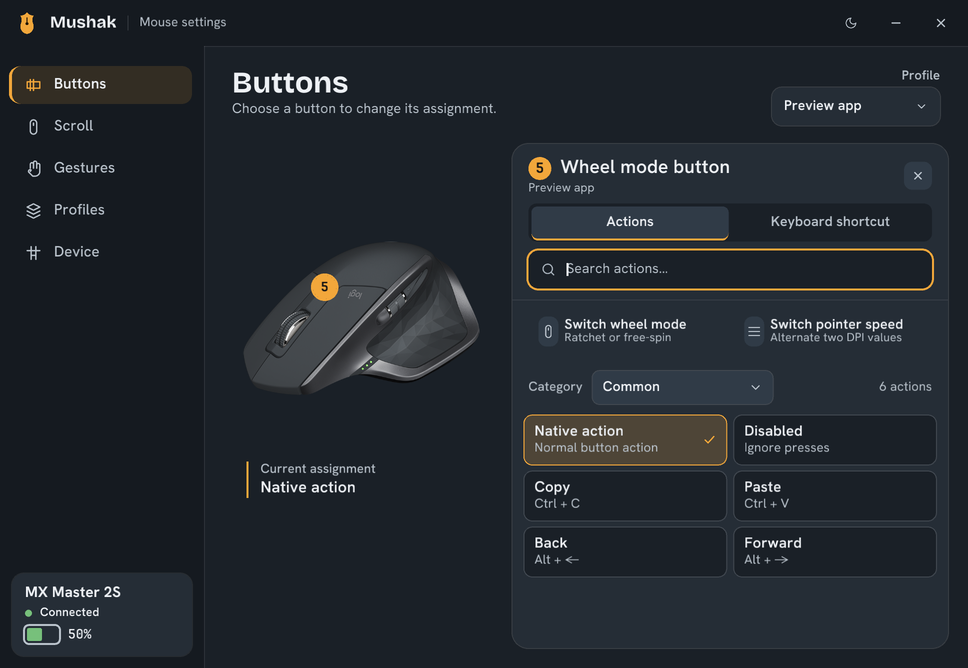 Mushak
Mouse settings
Buttons
Scroll
Gestures
Profiles
Device
MX Master 2S
Connected
50%
Buttons
Choose a button to change its assignment.
Profile
Preview app
5
logi
Current assignment
Native action
5 Wheel mode button
Preview app
Actions
Keyboard shortcut
Search actions...
Switch wheel mode
Ratchet or free-spin
Switch pointer speed
Alternate two DPI values
Category
Common
6 actions
Native action
Normal button action
Disabled
Ignore presses
Copy
Ctrl + C
Paste
Ctrl + V
Back
Alt + ←
Forward
Alt + →